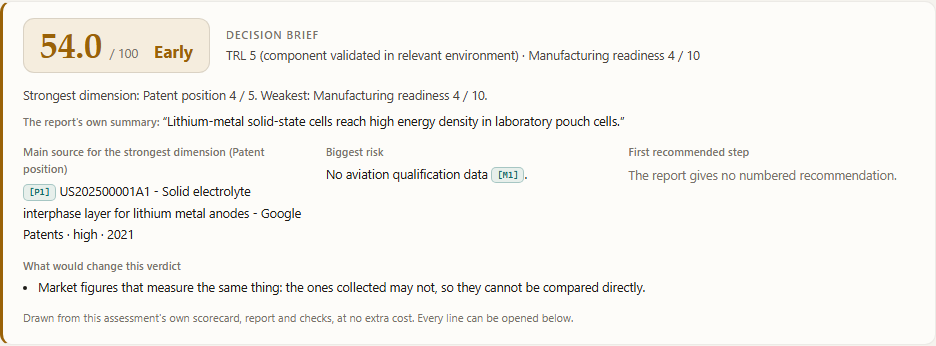 54.0 / 100 Early
DECISION BRIEF
TRL 5 (component validated in relevant environment) · Manufacturing readiness 4 / 10
Strongest dimension: Patent position 4 / 5. Weakest: Manufacturing readiness 4 / 10.
The report's own summary: “Lithium-metal solid-state cells reach high energy density in laboratory pouch cells.”
Main source for the strongest dimension (Patent
position)
[P1] US202500001A1 - Solid electrolyte
interphase layer for lithium metal anodes - Google
Patents · high · 2021
Biggest risk
No aviation qualification data [M1].
First recommended step
The report gives no numbered recommendation.
What would change this verdict
• Market figures that measure the same thing: the ones collected may not, so they cannot be compared directly.
Drawn from this assessment's own scorecard, report and checks, at no extra cost. Every line can be opened below.